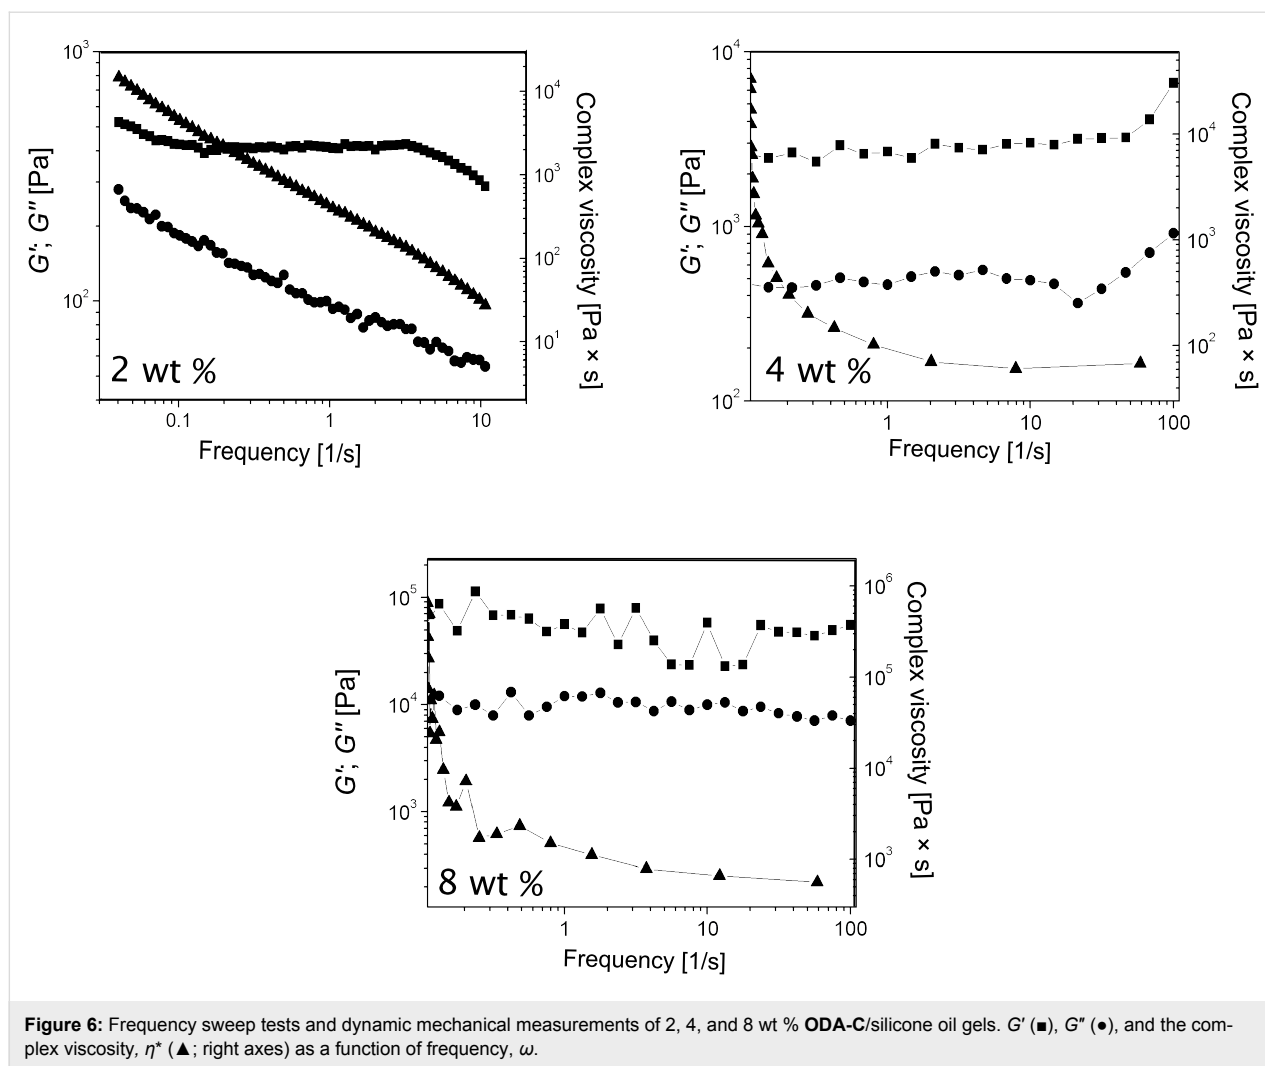 10³
10²
G′; G″ [Pa]
10⁴
10³
10²
10¹
Complex viscosity [Pa × s]
2 wt %
0.1 1 10
Frequency [1/s]
10⁴
10³
10²
G′; G″ [Pa]
10⁴
10³
10²
Complex viscosity [Pa × s]
4 wt %
1 10 100
Frequency [1/s]
10⁵
10⁴
10³
G′; G″ [Pa]
10⁶
10⁵
10⁴
10³
Complex viscosity [Pa × s]
8 wt %
1 10 100
Frequency [1/s]
Figure 6: Frequency sweep tests and dynamic mechanical measurements of 2, 4, and 8 wt % ODA-C/silicone oil gels. G′ (■), G″ (●), and the com-
plex viscosity, η* (▲; right axes) as a function of frequency, ω.